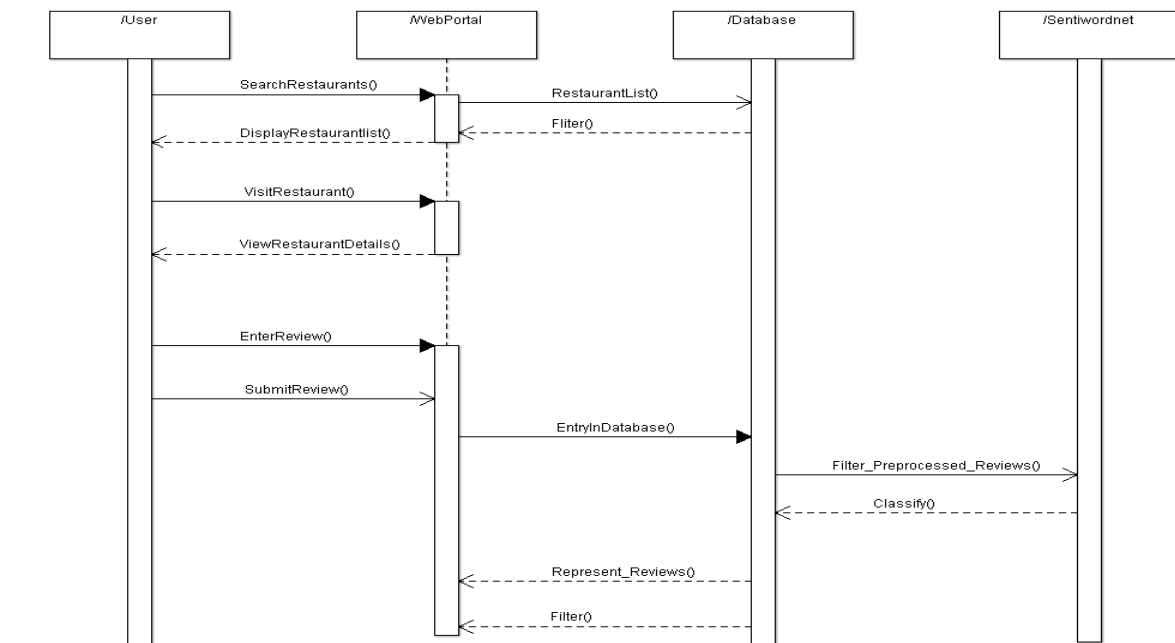 /User
/WebPortal
/Database
/Sentiwordnet
SearchRestaurants()
RestaurantList()
Fliter()
DisplayRestaurantlist()
VisitRestaurant()
ViewRestaurantDetails()
EnterReview()
SubmitReview()
EntryInDatabase()
Filter_Preprocessed_Reviews()
Classify()
Represent_Reviews()
Filter()